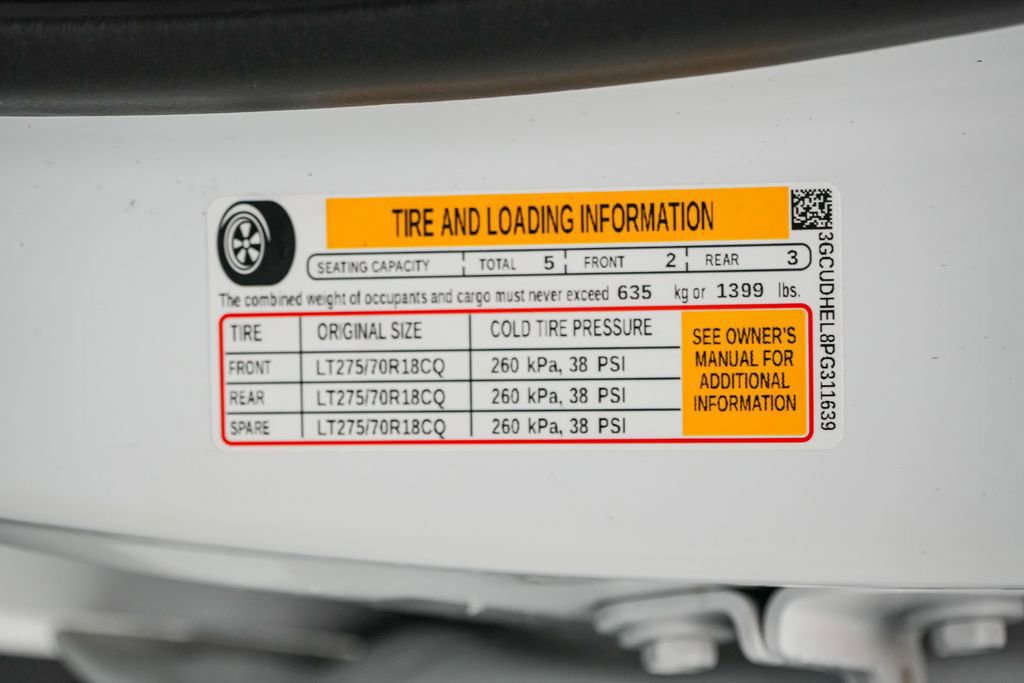 TIRE AND LOADING INFORMATION
SEATING CAPACITY TOTAL 5 FRONT 2 REAR 3
The combined weight of occupants and cargo must never exceed 635 kg or 1399 lbs.
TIRE ORIGINAL SIZE COLD TIRE PRESSURE
FRONT LT275/70R18CQ 260 kPa, 38 PSI
REAR LT275/70R18CQ 260 kPa, 38 PSI
SPARE LT275/70R18CQ 260 kPa, 38 PSI
SEE OWNER'S
MANUAL FOR
ADDITIONAL
INFORMATION
3GCUDHEL8PG311639